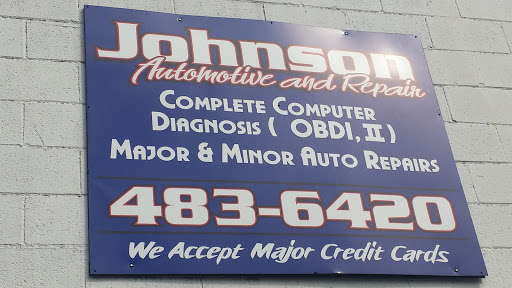 Johnson
Automotive and Repair
Complete Computer
Diagnosis ( OBDI, II )
Major & Minor Auto Repairs
483-6420
We Accept Major Credit Cards